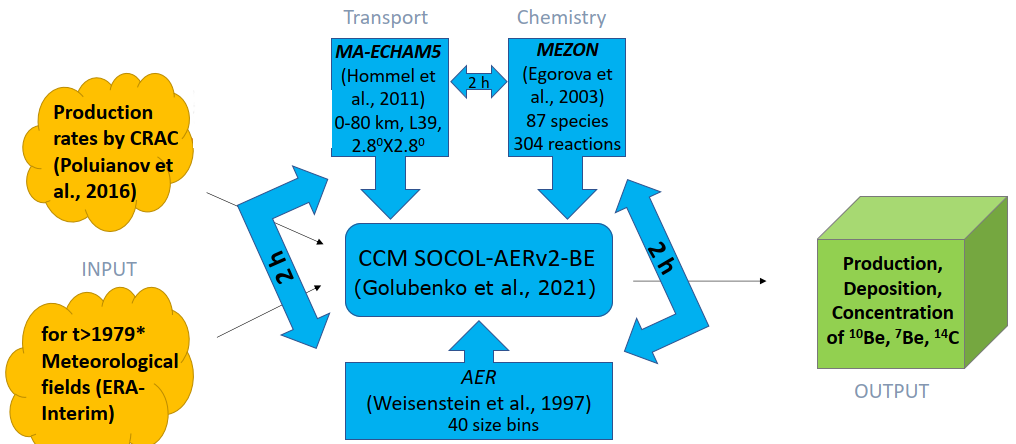 Transport
Chemistry
MA-ECHAM5
(Hommel et
al., 2011)
0-80 km, L39,
2.8⁰X2.8⁰
2 h
MEZON
(Egorova et
al., 2003)
87 species
304 reactions
Production
rates by CRAC
(Poluianov et
al., 2016)
INPUT
for t>1979*
Meteorological
fields (ERA-
Interim)
2 h
CCM SOCOL-AERv2-BE
(Golubenko et al., 2021)
2 h
AER
(Weisenstein et al., 1997)
40 size bins
Production,
Deposition,
Concentration
of ¹⁰Be, ⁷Be, ¹⁴C
OUTPUT